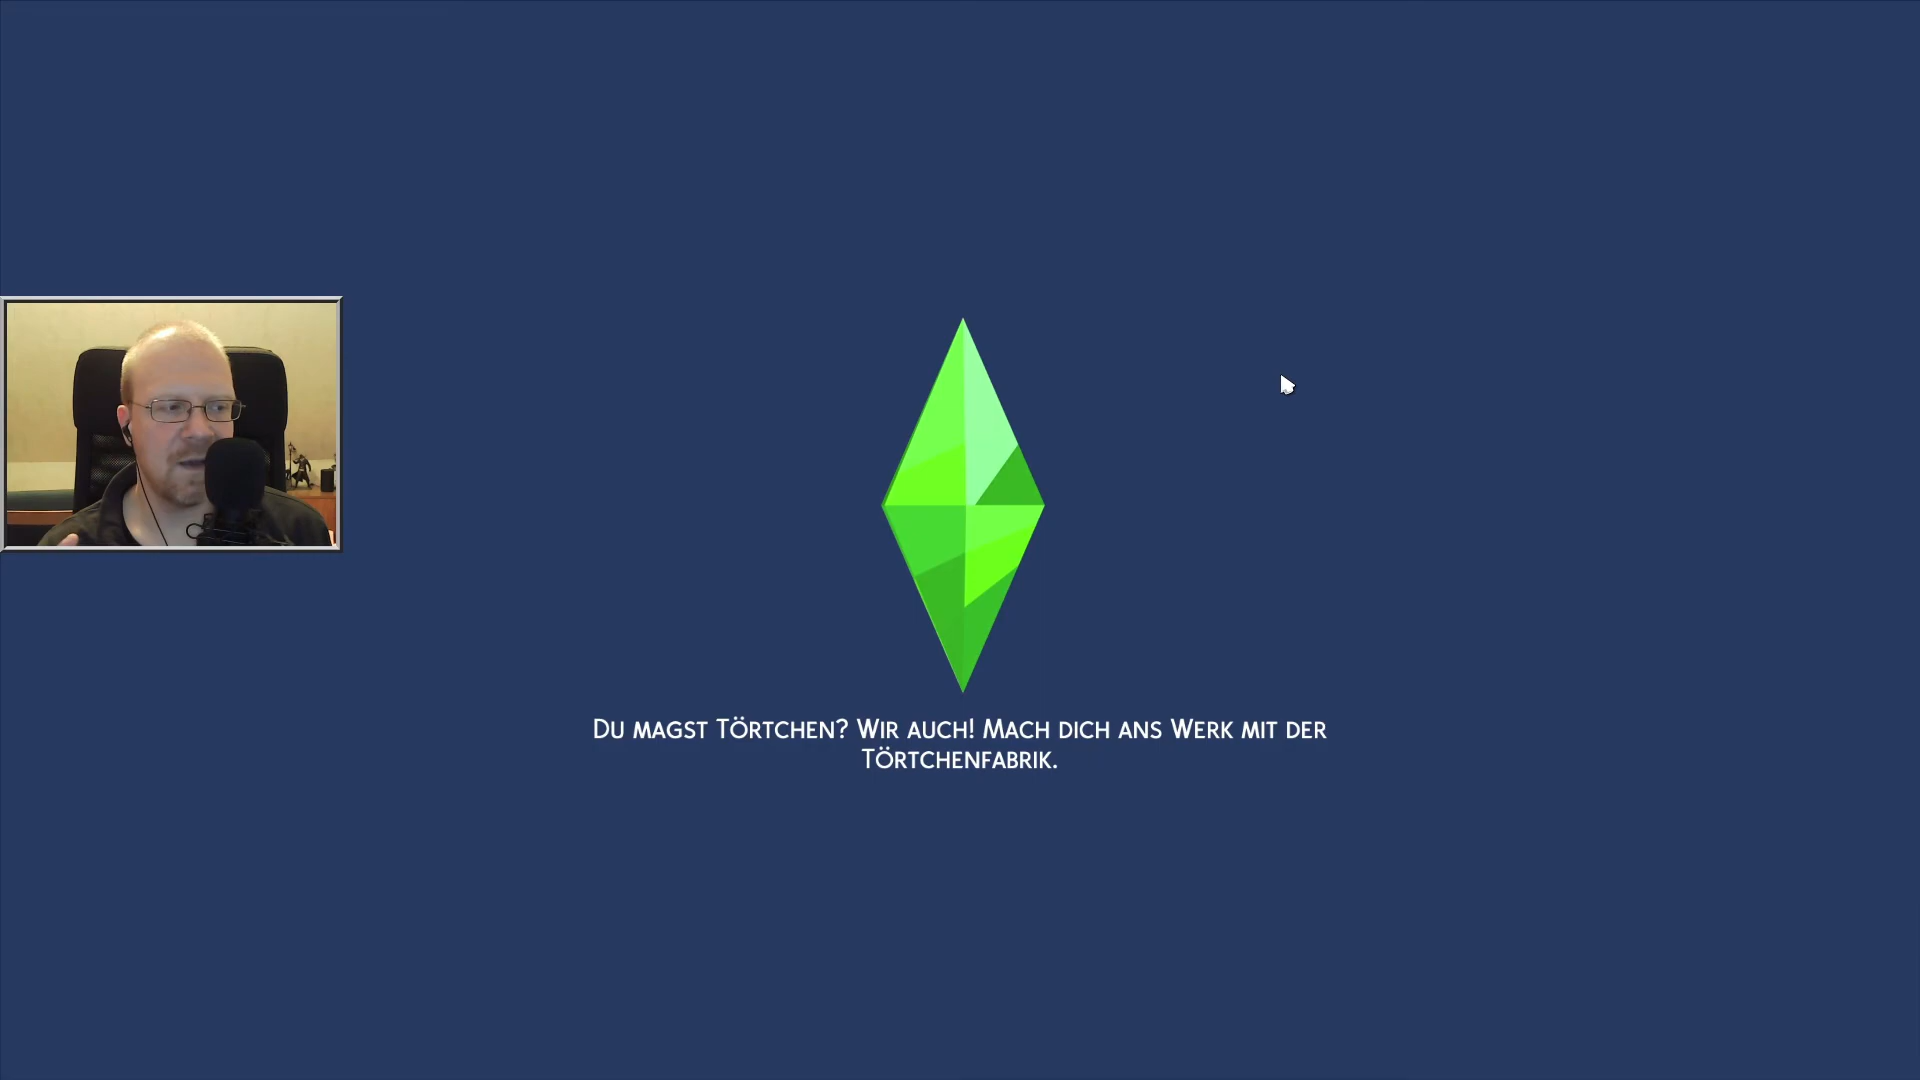 Du magst Törtchen? Wir auch! Mach dich ans Werk mit der
Törtchenfabrik.